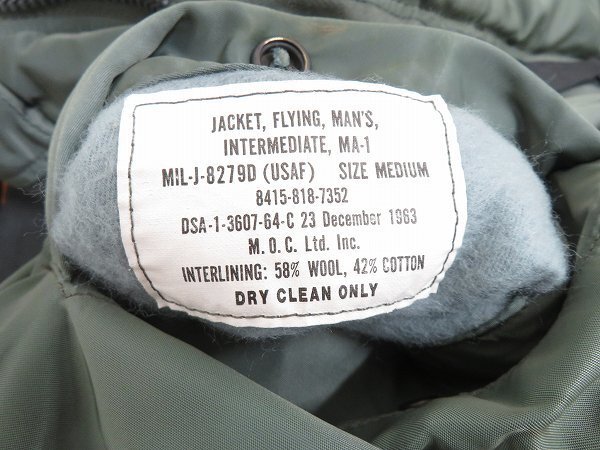 JACKET, FLYING, MAN'S,
INTERMEDIATE, MA-1
MIL-J-8279D (USAF) SIZE MEDIUM
8415-818-7352
DSA-1-3607-64-C 23 December 1963
M.O.C. Ltd. Inc.
INTERLINING: 58% WOOL, 42% COTTON
DRY CLEAN ONLY